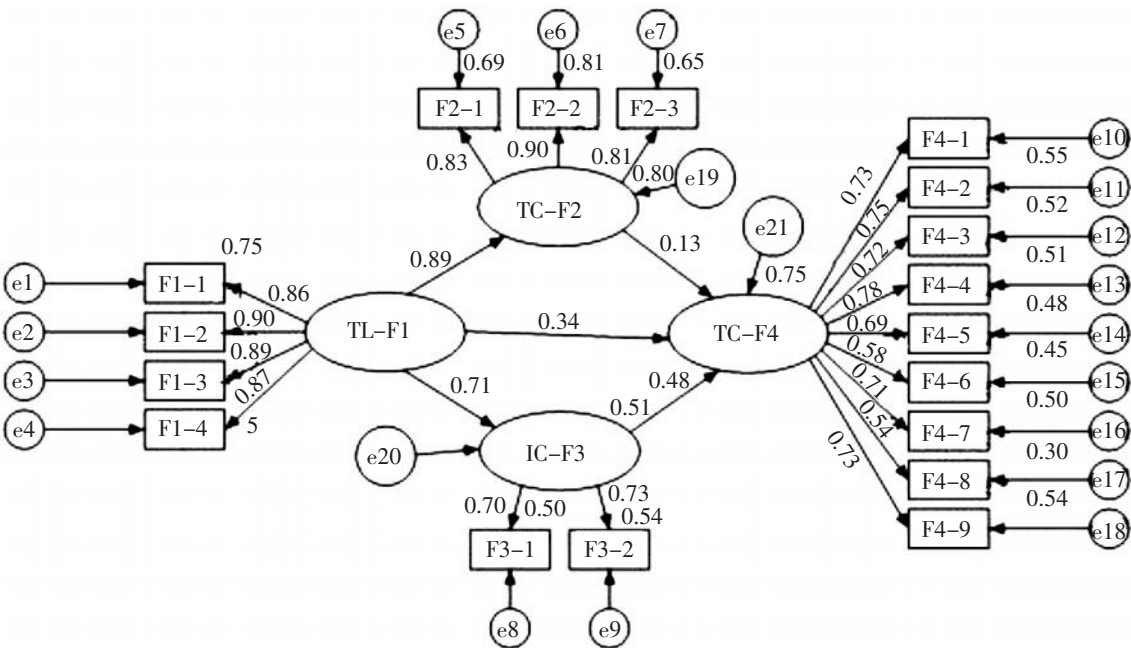 e5
e6
e7
0.69
0.81
0.65
F2-1
F2-2
F2-3
0.83
0.90
0.81
0.80
e19
TC-F2
0.89
0.13
e21
0.75
0.75
e1
F1-1
0.86
e2
F1-2
0.90
e3
F1-3
0.89
e4
F1-4
0.87
5
TL-F1
0.34
TC-F4
0.71
0.48
0.51
e20
IC-F3
0.70
0.50
0.73
0.54
F3-1
F3-2
e8
e9
0.73
0.75
0.72
0.78
0.69
0.58
0.71
0.54
0.73
F4-1
e10
0.55
F4-2
e11
0.52
F4-3
e12
0.51
F4-4
e13
0.48
F4-5
e14
0.45
F4-6
e15
0.50
F4-7
e16
0.30
F4-8
e17
0.54
F4-9
e18